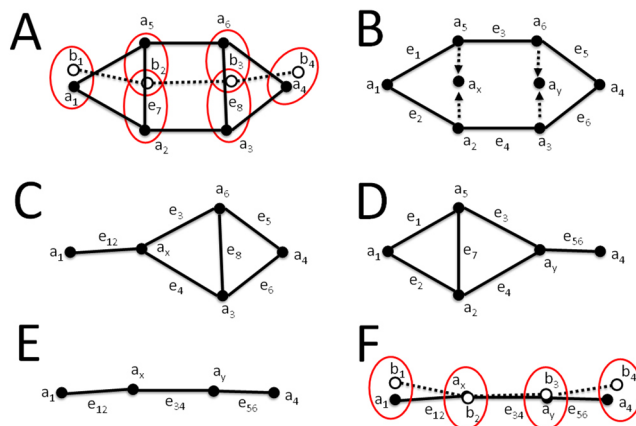 A
a5 a6
b1 b2 b3 b4
a1 e7 e8 a4
a2 a3
B
a5 e3 a6
e1 e5
a1 ax ay a4
e2 e6
a2 e4 a3
C
a6
e12 e3 e5
a1 ax e8 a4
e4 e6
a3
D
a5
e1 e3 e56
a1 e7 ay a4
e2 e4
a2
E
ax ay
a1 a4
e12 e34 e56
F
b1 ax b3 b4
a1 e12 b2 e34 ay e56 a4